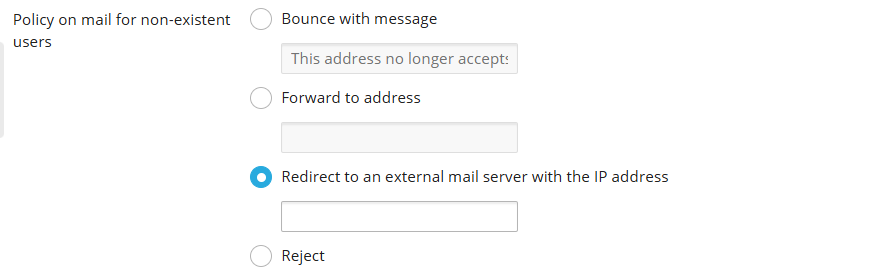 Policy on mail for non-existent
users
Bounce with message
This address no longer accepts
Forward to address
Redirect to an external mail server with the IP address
Reject